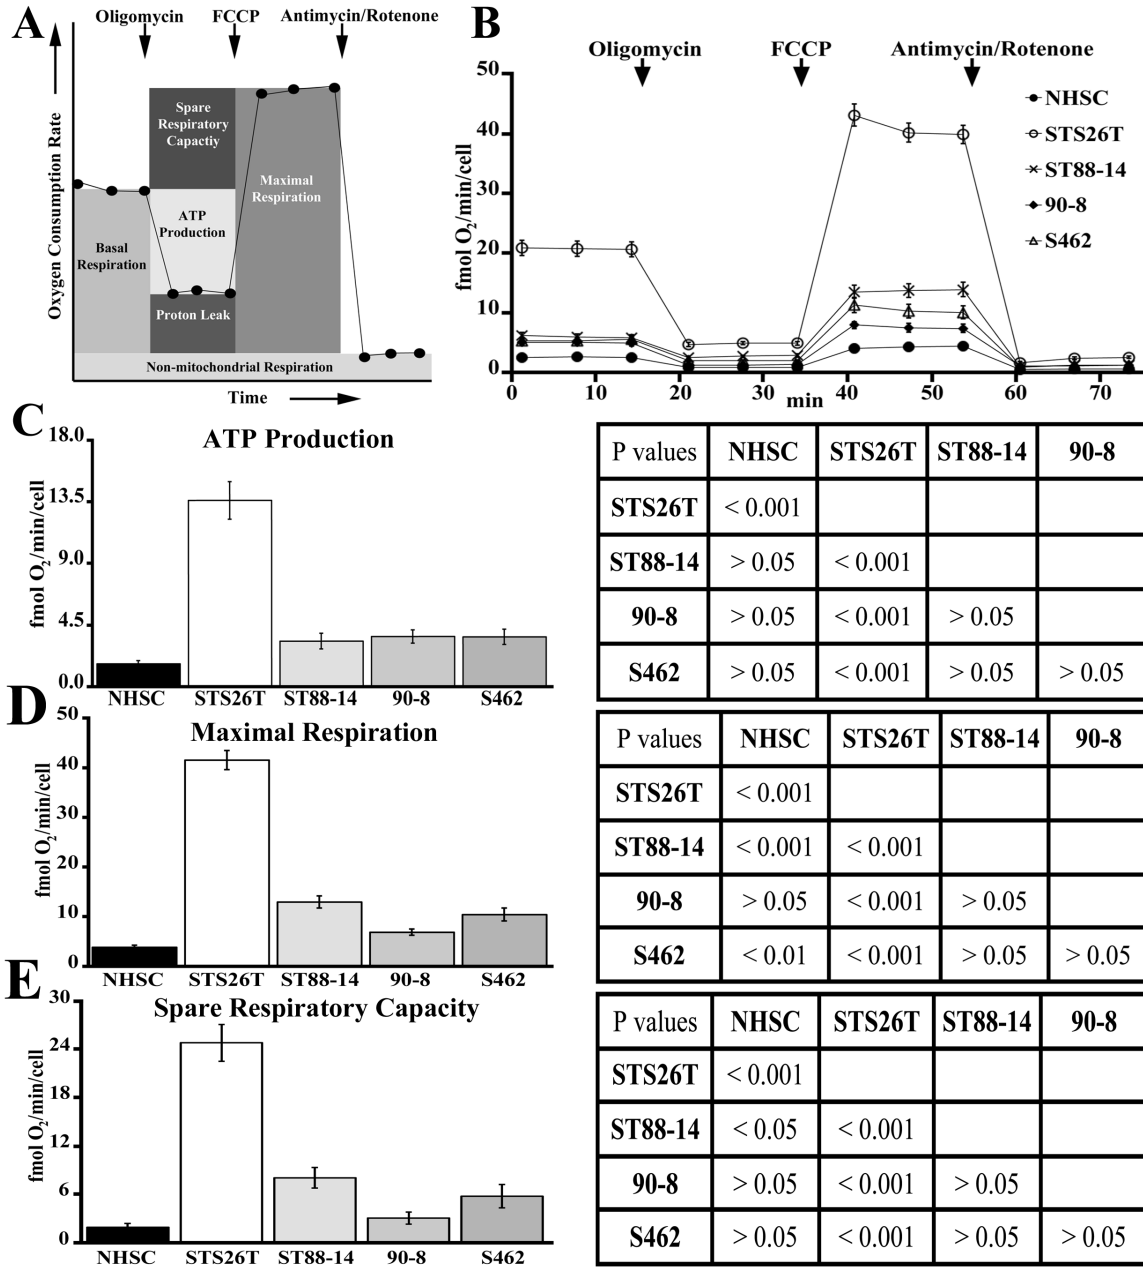 A
Oligomycin FCCP Antimycin/Rotenone
Oxygen Consumption Rate
Spare
Respiratory
Capactiy
Maximal
Respiration
ATP
Production
Basal
Respiration
Proton Leak
Non-mitochondrial Respiration
Time
B
Oligomycin FCCP Antimycin/Rotenone
fmol O2/min/cell
50
40
30
20
10
0
0 10 20 30 40 50 60 70
min
NHSC
STS26T
ST88-14
90-8
S462
C
ATP Production
fmol O2/min/cell
18.0
13.5
9.0
4.5
0.0
NHSC STS26T ST88-14 90-8 S462
P values NHSC STS26T ST88-14 90-8
STS26T < 0.001
ST88-14 > 0.05 < 0.001
90-8 > 0.05 < 0.001 > 0.05
S462 > 0.05 < 0.001 > 0.05 > 0.05
D
Maximal Respiration
fmol O2/min/cell
50
40
30
20
10
0
NHSC STS26T ST88-14 90-8 S462
P values NHSC STS26T ST88-14 90-8
STS26T < 0.001
ST88-14 < 0.001 < 0.001
90-8 > 0.05 < 0.001 > 0.05
S462 < 0.01 < 0.001 > 0.05 > 0.05
E
Spare Respiratory Capacity
fmol O2/min/cell
30
24
18
12
6
0
NHSC STS26T ST88-14 90-8 S462
P values NHSC STS26T ST88-14 90-8
STS26T < 0.001
ST88-14 < 0.05 < 0.001
90-8 > 0.05 < 0.001 > 0.05
S462 > 0.05 < 0.001 > 0.05 > 0.05